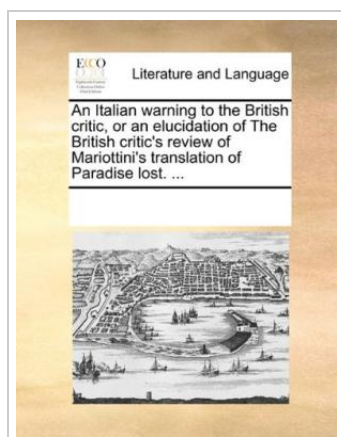 ECCO
Literature and Language
An Italian warning to the British
critic, or an elucidation of The
British critic's review of
Mariottini's translation of
Paradise lost. ...